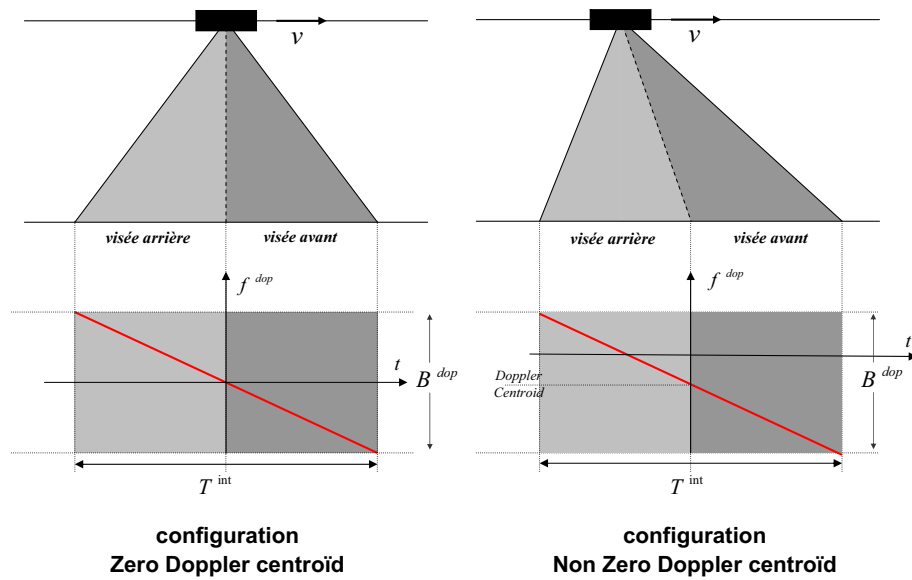 v
visée arrière
visée avant
f dop
t
B dop
T int
configuration
Zero Doppler centroïd
v
visée arrière
visée avant
f dop
t
Doppler
Centroid
B dop
T int
configuration
Non Zero Doppler centroïd